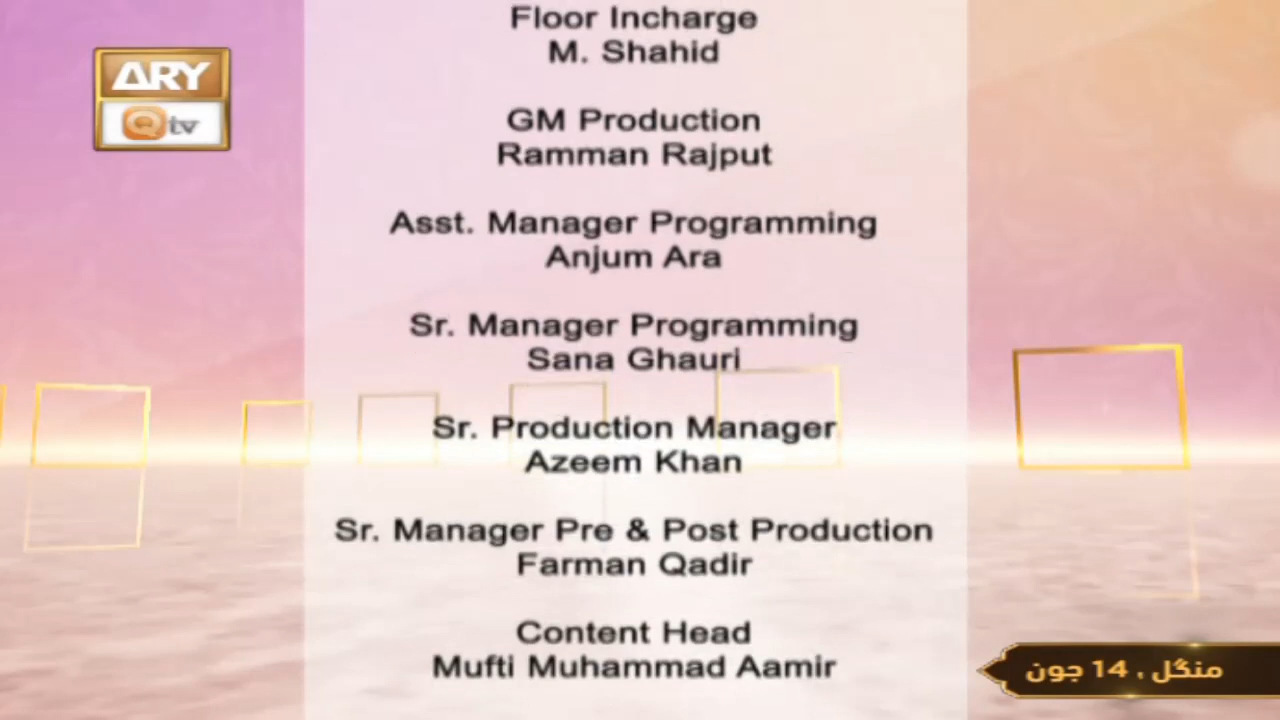 Floor Incharge
M. Shahid
ARY
Qtv
GM Production
Ramman Rajput
Asst. Manager Programming
Anjum Ara
Sr. Manager Programming
Sana Ghauri
Sr. Production Manager
Azeem Khan
Sr. Manager Pre & Post Production
Farman Qadir
Content Head
Mufti Muhammad Aamir
منگل ، 14 جون